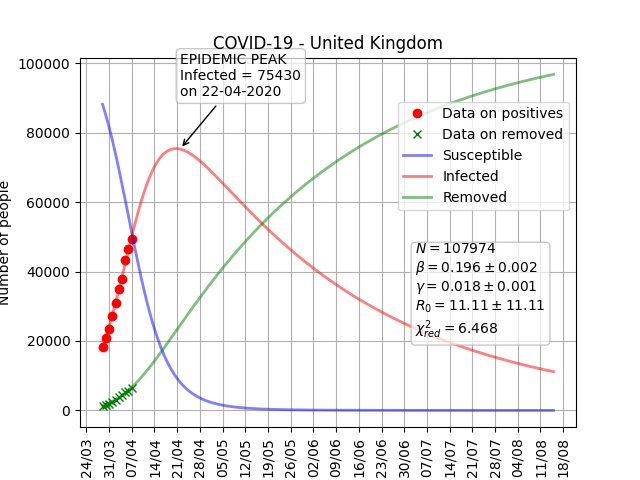 COVID-19 - United Kingdom
EPIDEMIC PEAK
Infected = 75430
on 22-04-2020
Data on positives
Data on removed
Susceptible
Infected
Removed
N = 107974
β = 0.196 ± 0.002
γ = 0.018 ± 0.001
R₀ = 11.11 ± 11.11
χ²red = 6.468
Number of people
100000
80000
60000
40000
20000
0
24/03
31/03
07/04
14/04
21/04
28/04
05/05
12/05
19/05
26/05
02/06
09/06
16/06
23/06
30/06
07/07
14/07
21/07
28/07
04/08
11/08
18/08